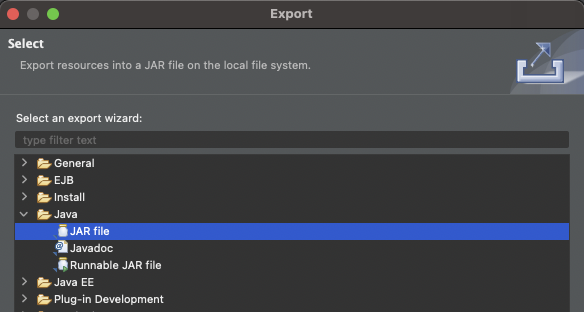 Export
Select
Export resources into a JAR file on the local file system.
Select an export wizard:
type filter text
General
EJB
Install
Java
JAR file
Javadoc
Runnable JAR file
Java EE
Plug-in Development